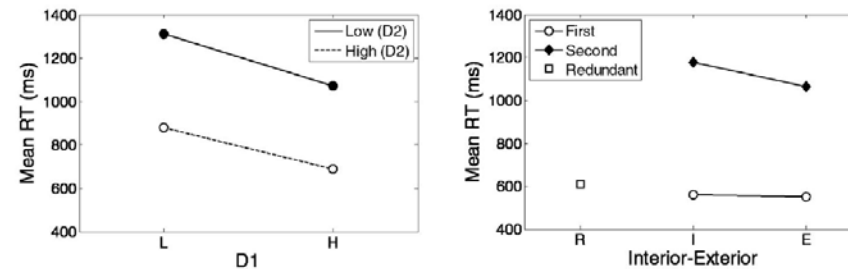 1400
1200
1000
800
600
400
Mean RT (ms)
Low (D2)
High (D2)
L
H
D1
1400
1200
1000
800
600
400
Mean RT (ms)
First
Second
Redundant
R
I
E
Interior-Exterior